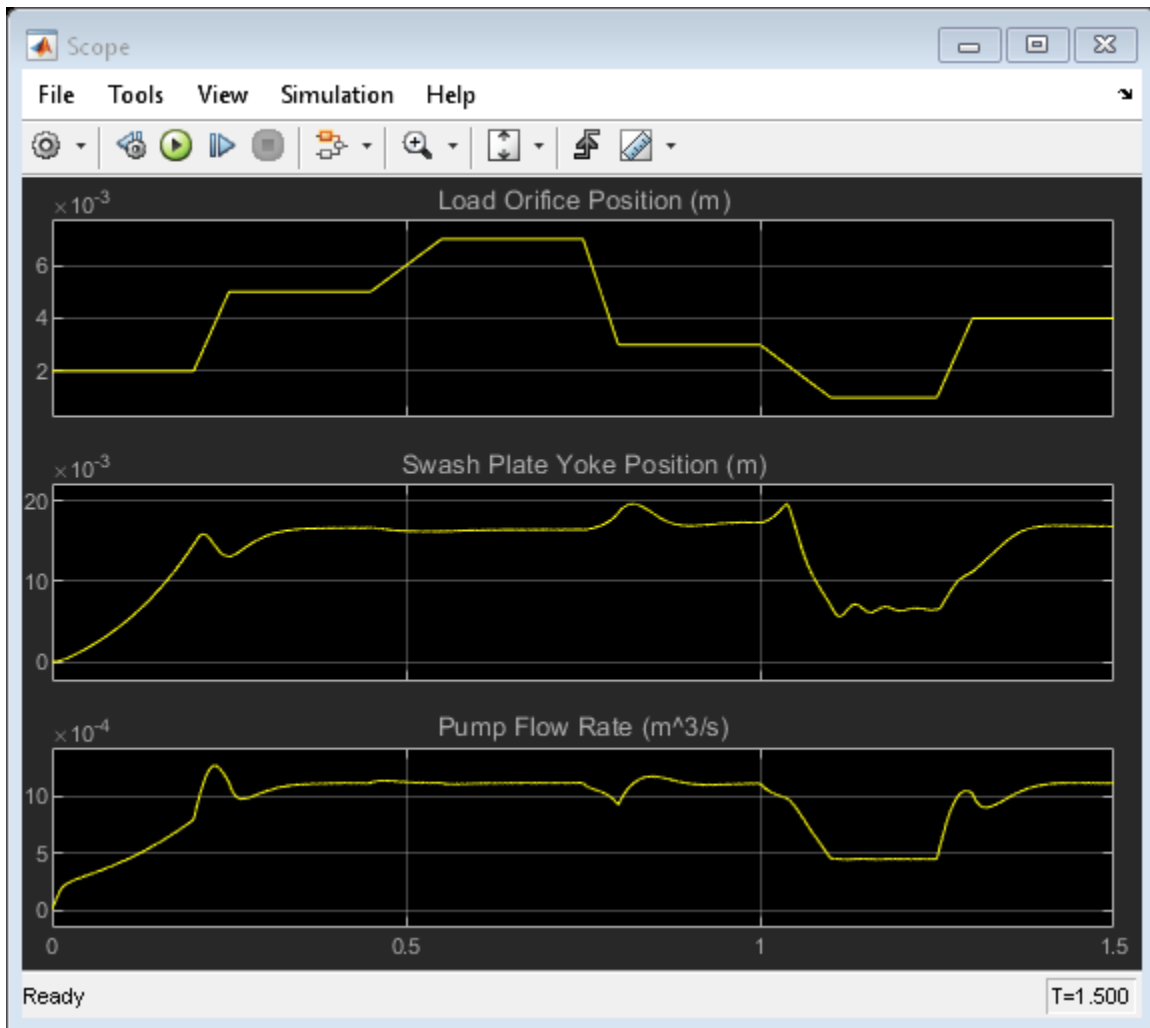 Scope
File Tools View Simulation Help
×10-3
Load Orifice Position (m)
6
4
2
×10-3
Swash Plate Yoke Position (m)
20
10
0
×10-4
Pump Flow Rate (m^3/s)
10
5
0
0 0.5 1 1.5
Ready T=1.500